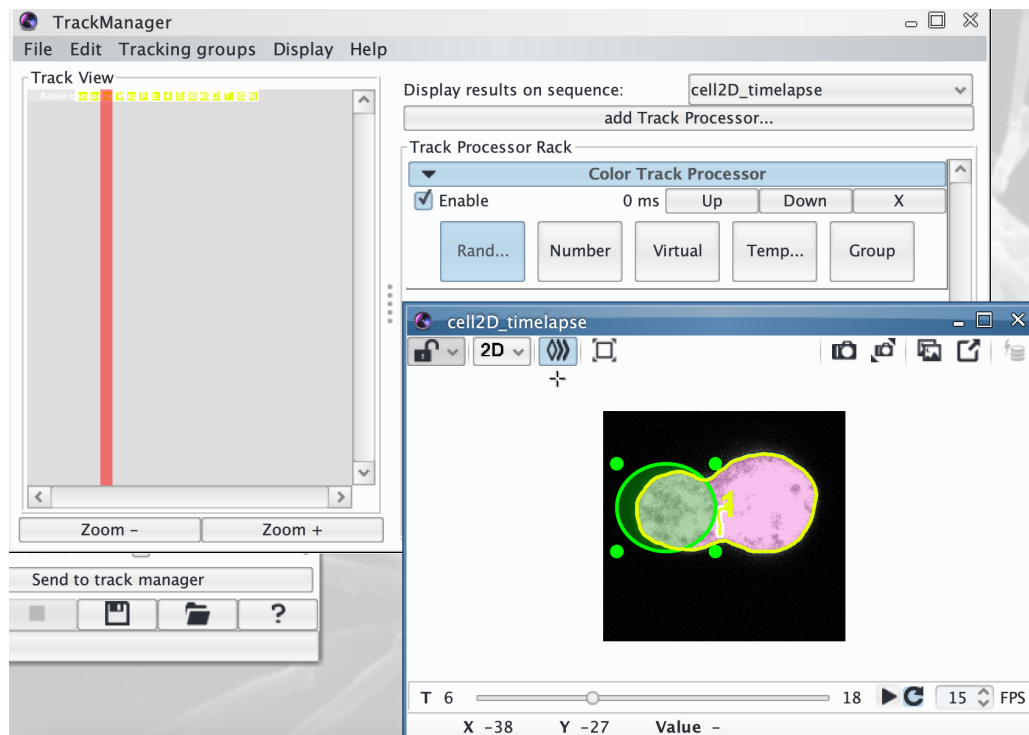 TrackManager
File Edit Tracking groups Display Help
Track View
Display results on sequence: cell2D_timelapse
add Track Processor...
Track Processor Rack
Color Track Processor
Enable 0 ms Up Down X
Rand... Number Virtual Temp... Group
Zoom – Zoom +
Send to track manager
?
cell2D_timelapse
2D
1
T 6 18 15 FPS
X –38 Y –27 Value –